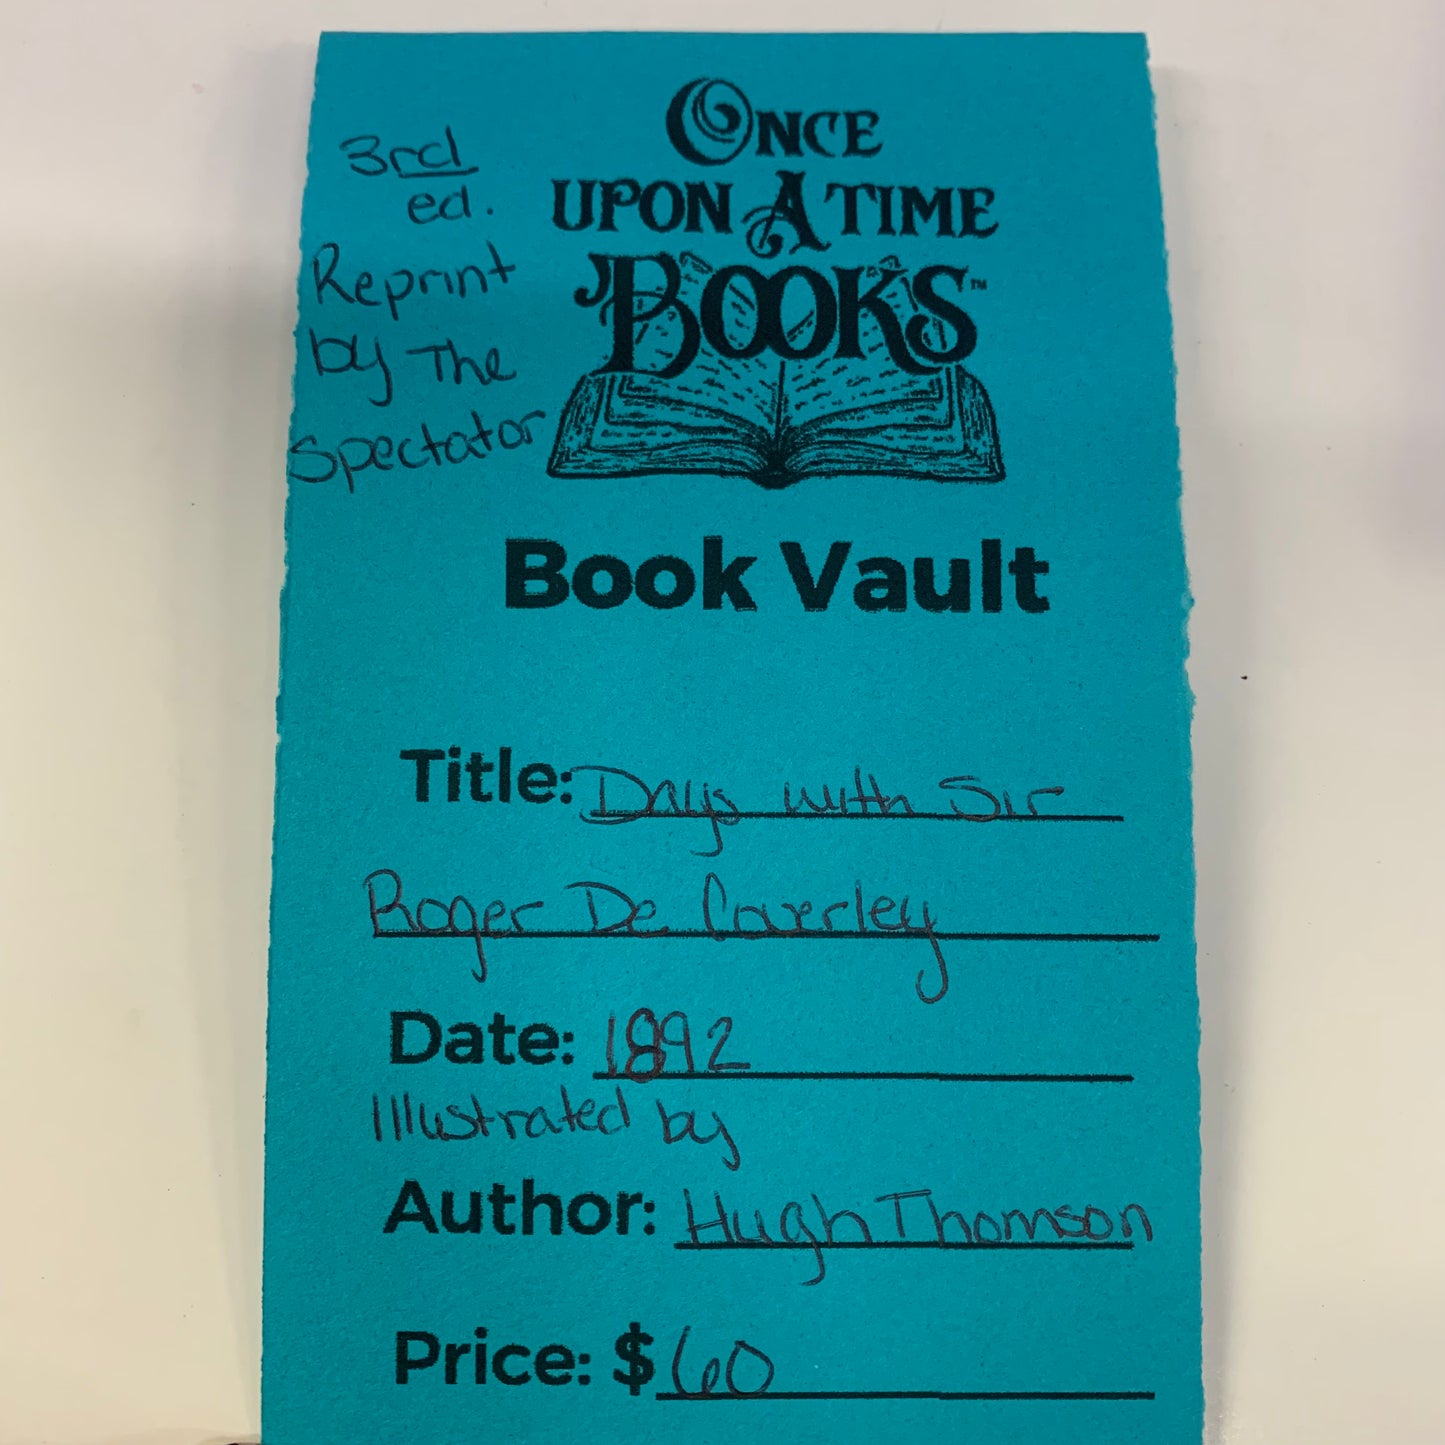 3rd
ed.
Reprint
by The
Spectator
ONCE
UPON A TIME
BOOKS™
Book Vault
Title: Days with Sir
Roger De Coverley
Date: 1892
Illustrated by
Author: Hugh Thomson
Price: $60